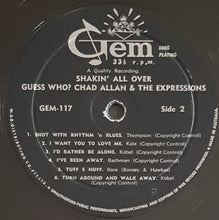 Gem
LONG PLAYING
33⅓ r.p.m.
A Quality Recording
SHAKIN' ALL OVER
GUESS WHO? CHAD ALLAN & THE EXPRESSIONS
GEM-117 Side 2
1. SHOT WITH RHYTHM 'n BLUES. Thompson (Copyright Control)
2. I WANT YOU TO LOVE ME. Kale (Copyright Control)
3. I'D RATHER BE ALONE. Kobel (Copyright Control)
4. I'VE BEEN AWAY. Bachman (Copyright Control)
5. TUFF E NUFF. Bare (Boosey & Hawkes)
6. TURN AROUND AND WALK AWAY. Kobel
(Copyright Control)